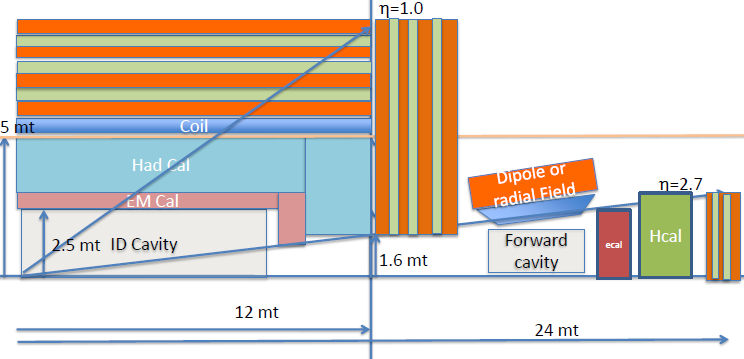 η=1.0
Coil
5 mt
Had Cal
EM Cal
2.5 mt
ID Cavity
1.6 mt
Dipole or
radial Field
η=2.7
Forward
cavity
ecal
Hcal
12 mt
24 mt